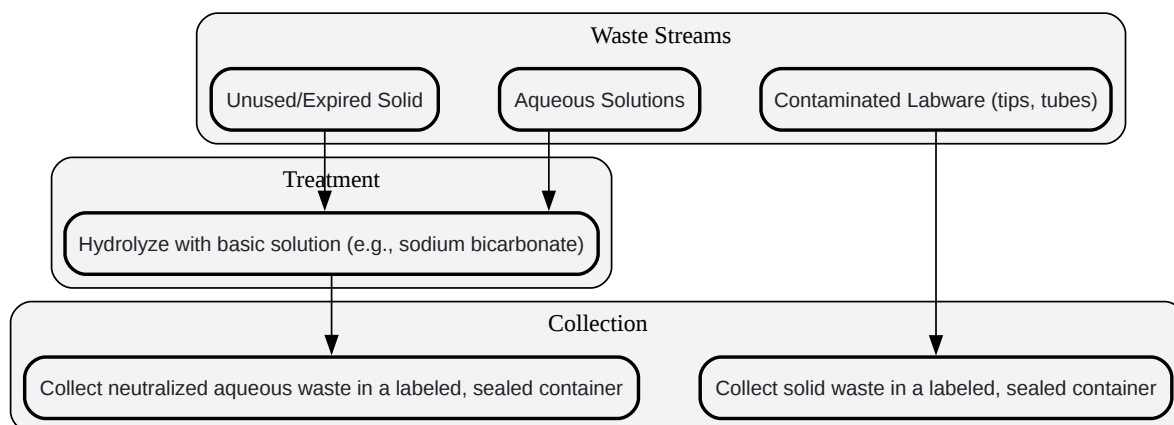 Waste Streams
Unused/Expired Solid
Aqueous Solutions
Contaminated Labware (tips, tubes)
Treatment
Hydrolyze with basic solution (e.g., sodium bicarbonate)
Collection
Collect neutralized aqueous waste in a labeled, sealed container
Collect solid waste in a labeled, sealed container